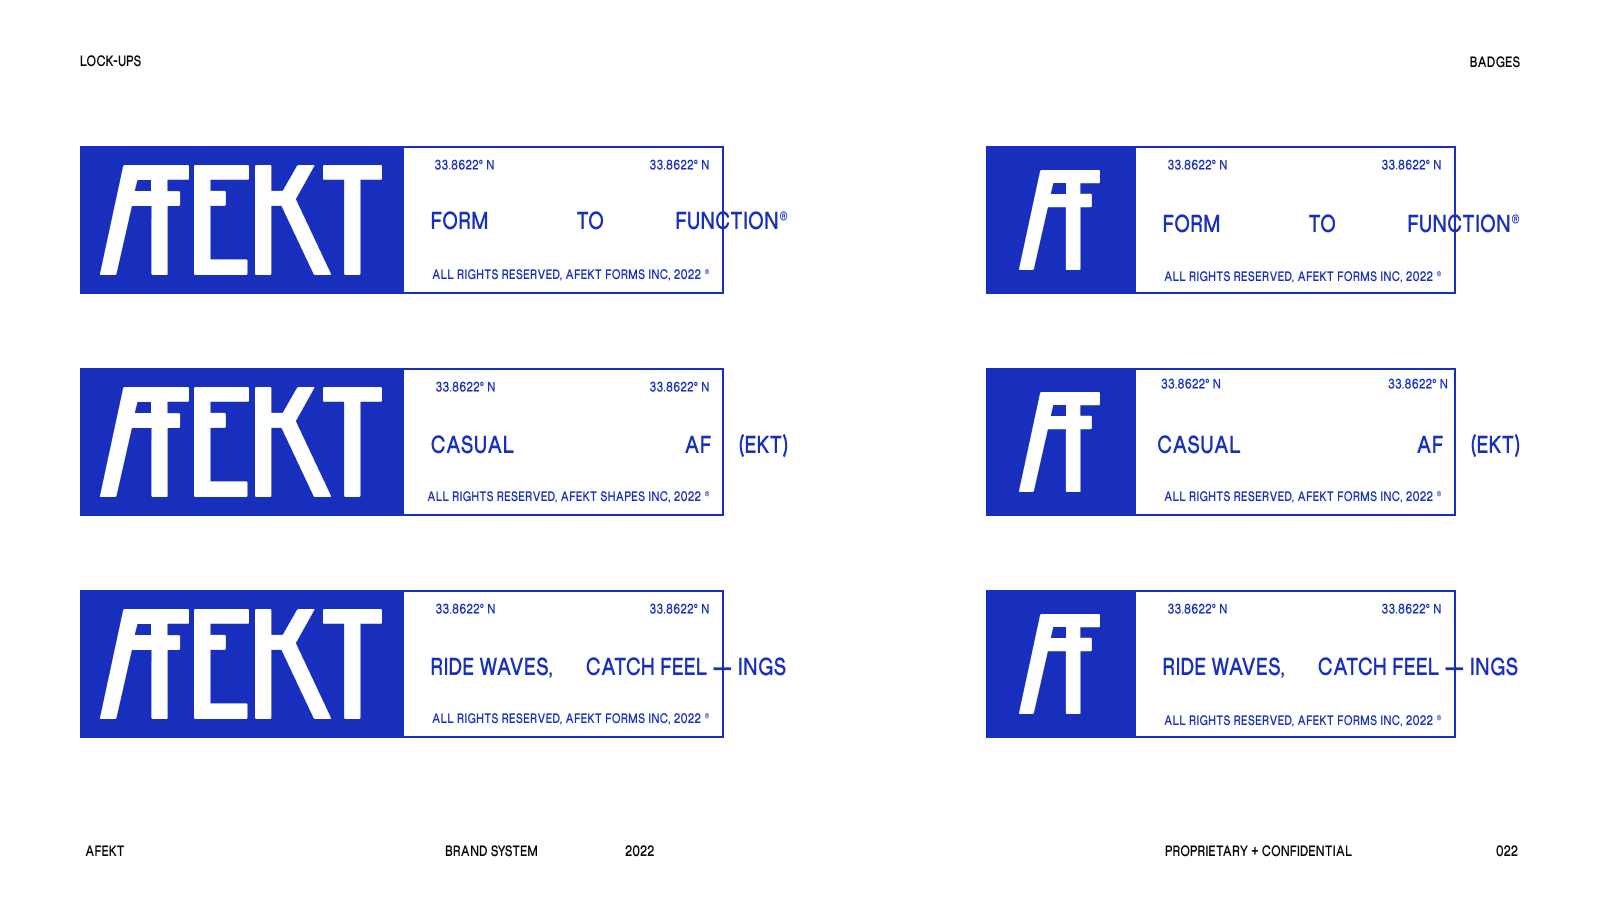 LOCK-UPS
BADGES
AFEKT
33.8622° N 33.8622° N
FORM TO FUNCTION®
ALL RIGHTS RESERVED, AFEKT FORMS INC, 2022 ®
AF
33.8622° N 33.8622° N
FORM TO FUNCTION®
ALL RIGHTS RESERVED, AFEKT FORMS INC, 2022 ®
AFEKT
33.8622° N 33.8622° N
CASUAL AF (EKT)
ALL RIGHTS RESERVED, AFEKT SHAPES INC, 2022 ®
AF
33.8622° N 33.8622° N
CASUAL AF (EKT)
ALL RIGHTS RESERVED, AFEKT FORMS INC, 2022 ®
AFEKT
33.8622° N 33.8622° N
RIDE WAVES, CATCH FEEL — INGS
ALL RIGHTS RESERVED, AFEKT FORMS INC, 2022 ®
AF
33.8622° N 33.8622° N
RIDE WAVES, CATCH FEEL — INGS
ALL RIGHTS RESERVED, AFEKT FORMS INC, 2022 ®
AFEKT BRAND SYSTEM 2022 PROPRIETARY + CONFIDENTIAL 022